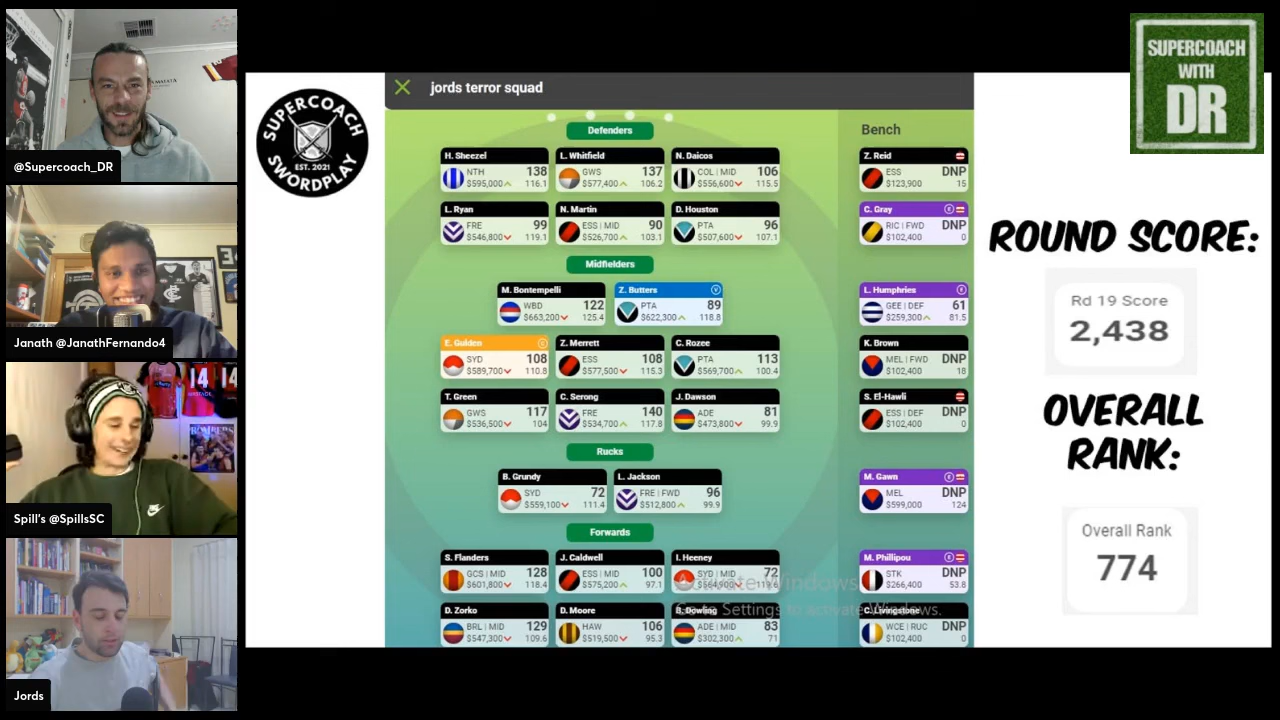 SUPERCOACH
WITH
DR
@Supercoach_DR
Janath @JanathFernando4
Spill's @SpillsSC
Jords
SUPERCOACH
EST. 2021
SWORDPLAY
jords terror squad
Defenders
Bench
H. Sheezel
NTH 138
$595,000 116.1
L. Whitfield
GWS 137
$577,400 106.2
N. Daicos
COL | MID 106
$556,600 115.5
Z. Reid
ESS DNP
$123,900 15
L. Ryan
FRE 99
$546,800 119.1
N. Martin
ESS | MID 90
$526,700 103.1
D. Houston
PTA 96
$507,600 107.1
C. Gray E
RIC | FWD DNP
$102,400 0
Midfielders
M. Bontempelli
WBD 122
$663,200 125.4
Z. Butters V
PTA 89
$622,300 118.8
L. Humphries E
GEE | DEF 61
$259,300 81.5
E. Gulden C
SYD 108
$589,700 110.8
Z. Merrett
ESS 108
$577,500 115.3
C. Rozee
PTA 113
$569,700 100.4
K. Brown
MEL | FWD DNP
$102,400 18
T. Green
GWS 117
$536,500 104
C. Serong
FRE 140
$534,700 117.8
J. Dawson
ADE 81
$473,800 99.9
S. El-Hawli
ESS | DEF DNP
$102,400 0
Rucks
B. Grundy
SYD 72
$559,100 111.4
L. Jackson
FRE | FWD 96
$512,800 99.9
M. Gawn E
MEL DNP
$599,000 124
Forwards
S. Flanders
GCS | MID 128
$601,800 118.4
J. Caldwell
ESS | MID 100
$575,200 97.1
I. Heeney
SYD | MID 72
$564,900
M. Phillipou E
STK DNP
$266,400 53.8
D. Zorko
BRL | MID 129
$547,300 109.6
D. Moore
HAW 106
$519,500 95.3
B. Dowling
ADE | MID 83
$302,300 71
C. Livingstone
WCE | RUC DNP
$102,400 0
Activate Windows
Go to Settings to activate Windows.
ROUND SCORE:
Rd 19 Score
2,438
OVERALL
RANK:
Overall Rank
774